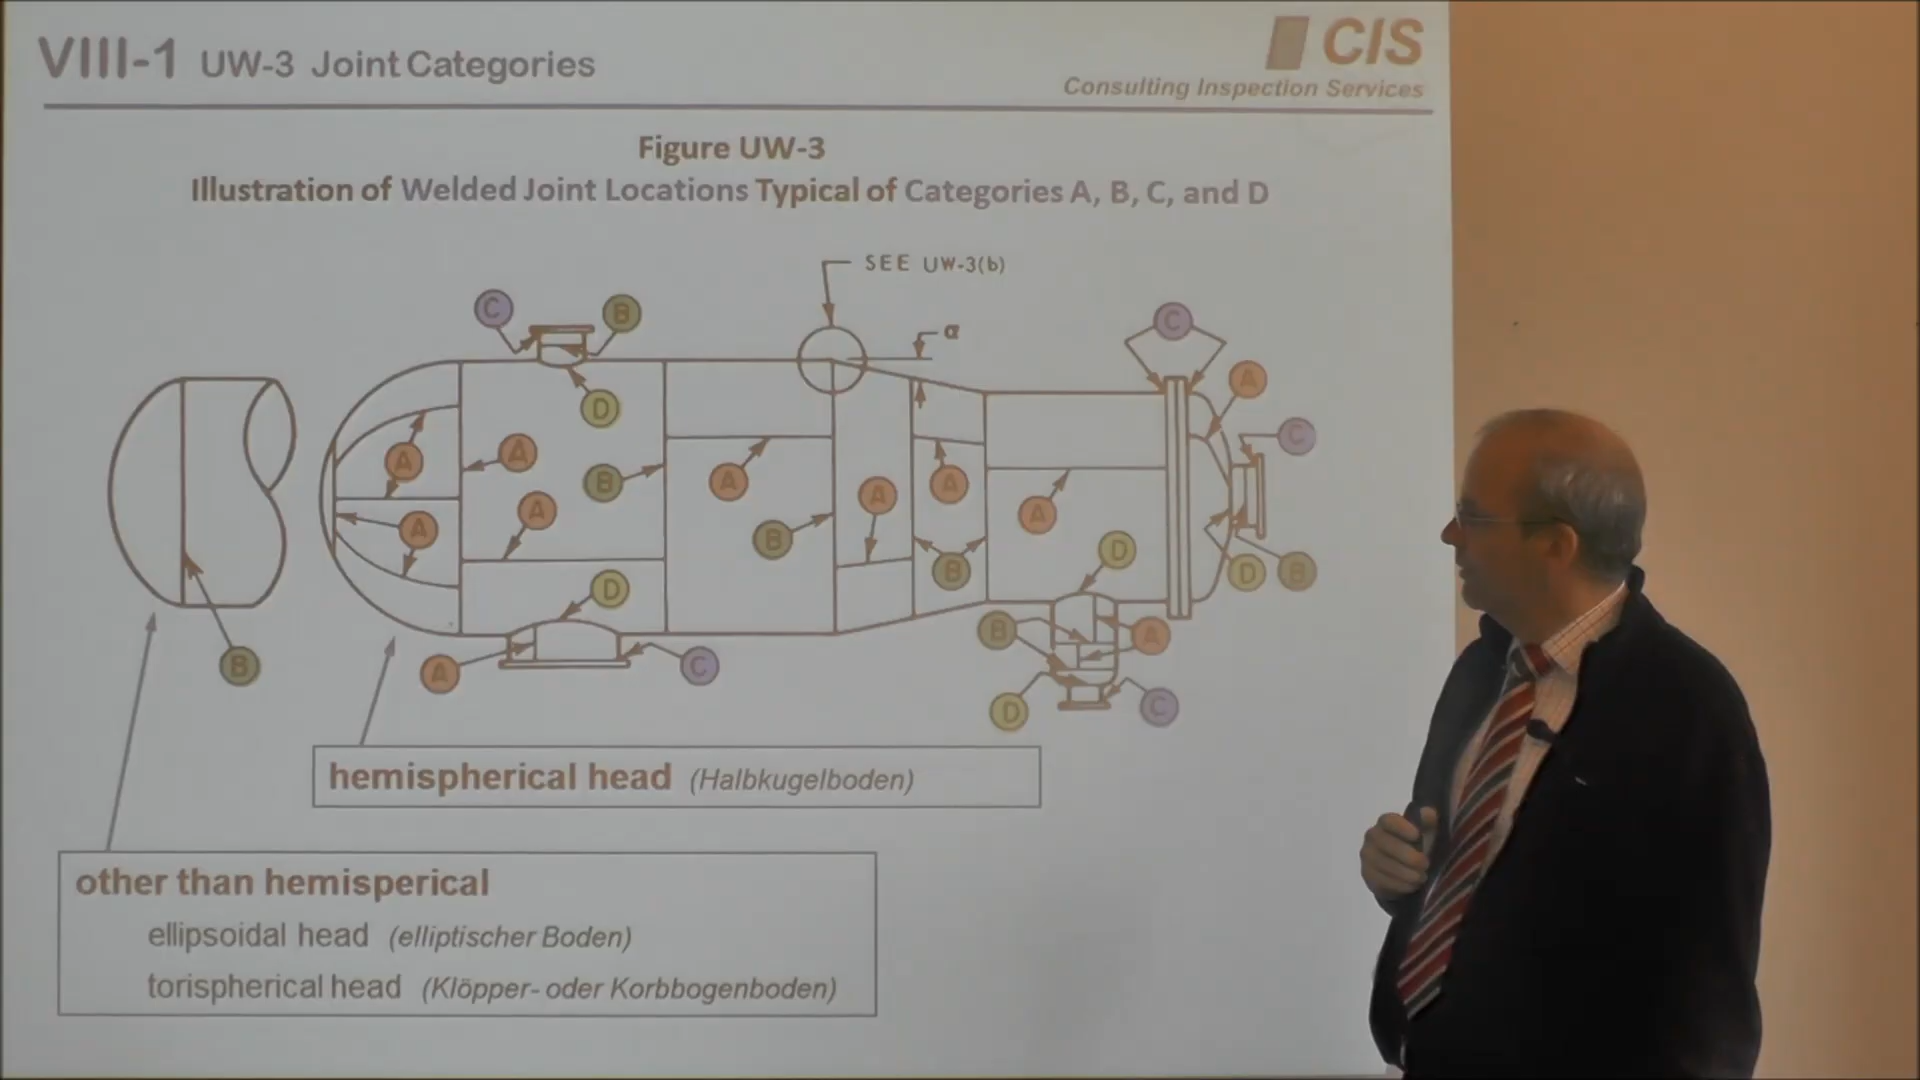 VIII-1 UW-3 Joint Categories
CIS
Consulting Inspection Services
Figure UW-3
Illustration of Welded Joint Locations Typical of Categories A, B, C, and D
SEE UW-3(b)
C
B
α
C
A
D
C
A
A
B
A
A
A
A
A
A
B
B
D
D
B
D
B
A
A
B
C
D
C
B
hemispherical head (Halbkugelboden)
other than hemisperical
ellipsoidal head (elliptischer Boden)
torispherical head (Klöpper- oder Korbbogenboden)